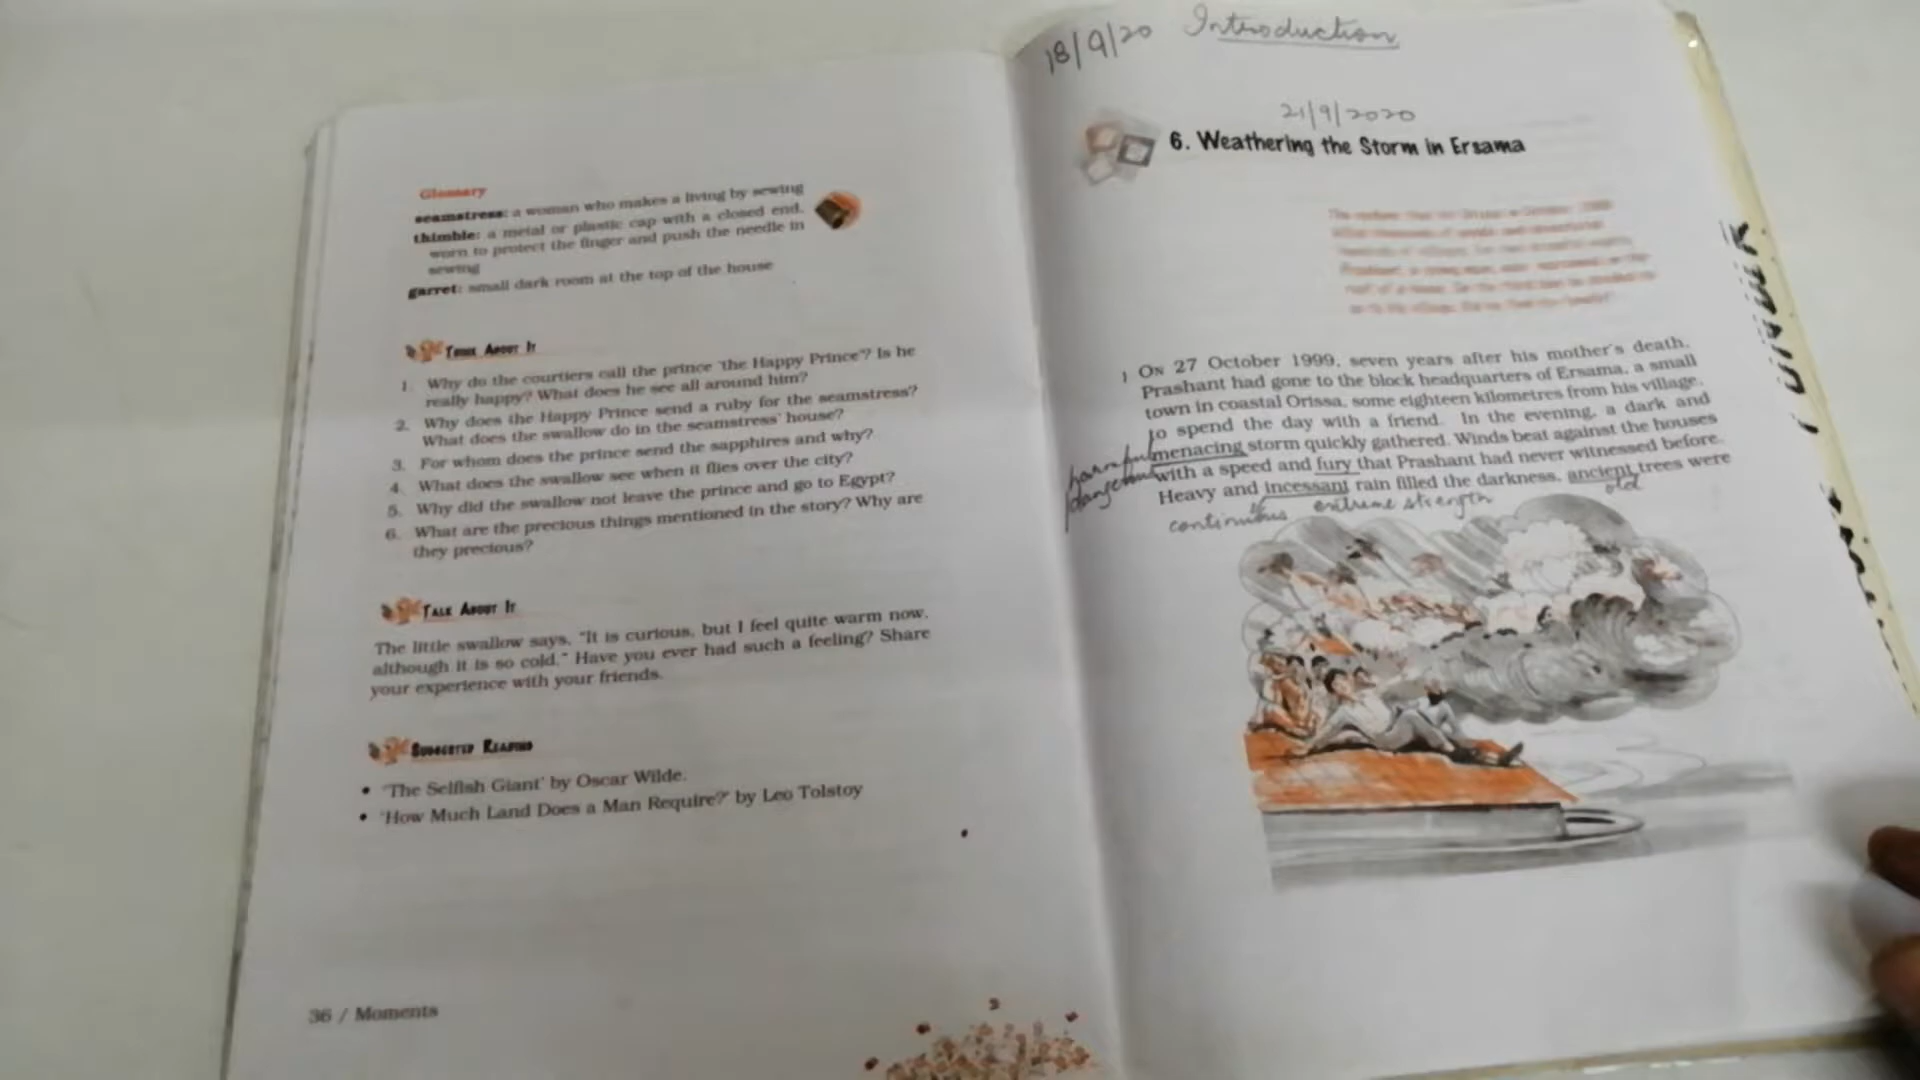 Glossary
seamstress: a woman who makes a living by sewing
thimble: a metal or plastic cap with a closed end,
worn to protect the finger and push the needle in
sewing
garret: small dark room at the top of the house
Think About It
1. Why do the courtiers call the prince 'the Happy Prince'? Is he
really happy? What does he see all around him?
2. Why does the Happy Prince send a ruby for the seamstress?
What does the swallow do in the seamstress' house?
3. For whom does the prince send the sapphires and why?
4. What does the swallow see when it flies over the city?
5. Why did the swallow not leave the prince and go to Egypt?
6. What are the precious things mentioned in the story? Why are
they precious?
Talk About It
The little swallow says, "It is curious, but I feel quite warm now,
although it is so cold." Have you ever had such a feeling? Share
your experience with your friends.
Suggested Reading
• 'The Selfish Giant' by Oscar Wilde.
• 'How Much Land Does a Man Require?' by Leo Tolstoy
36 / Moments
18/9/20 Introduction
21/9/2020
6. Weathering the Storm in Ersama
1 ON 27 October 1999, seven years after his mother's death,
Prashant had gone to the block headquarters of Ersama, a small
town in coastal Orissa, some eighteen kilometres from his village,
to spend the day with a friend. In the evening, a dark and
harmful menacing storm quickly gathered. Winds beat against the houses
dangerous with a speed and fury that Prashant had never witnessed before.
Heavy and incessant rain filled the darkness, ancient trees were
continuous extreme strength old